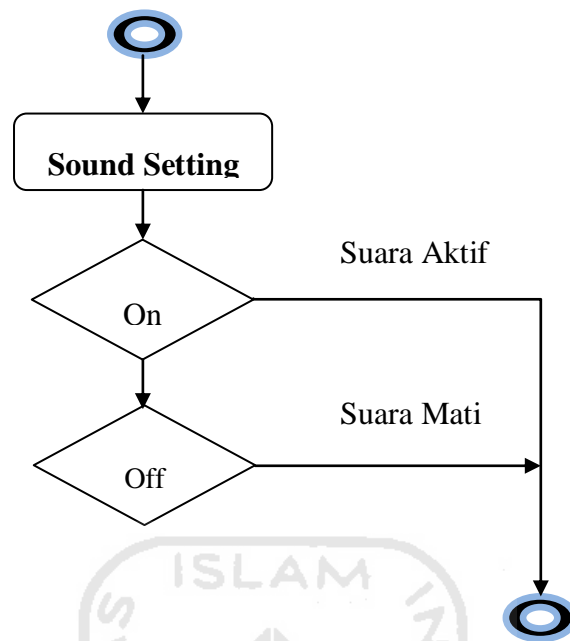 Sound Setting
Suara Aktif
On
Suara Mati
Off
ISLAM